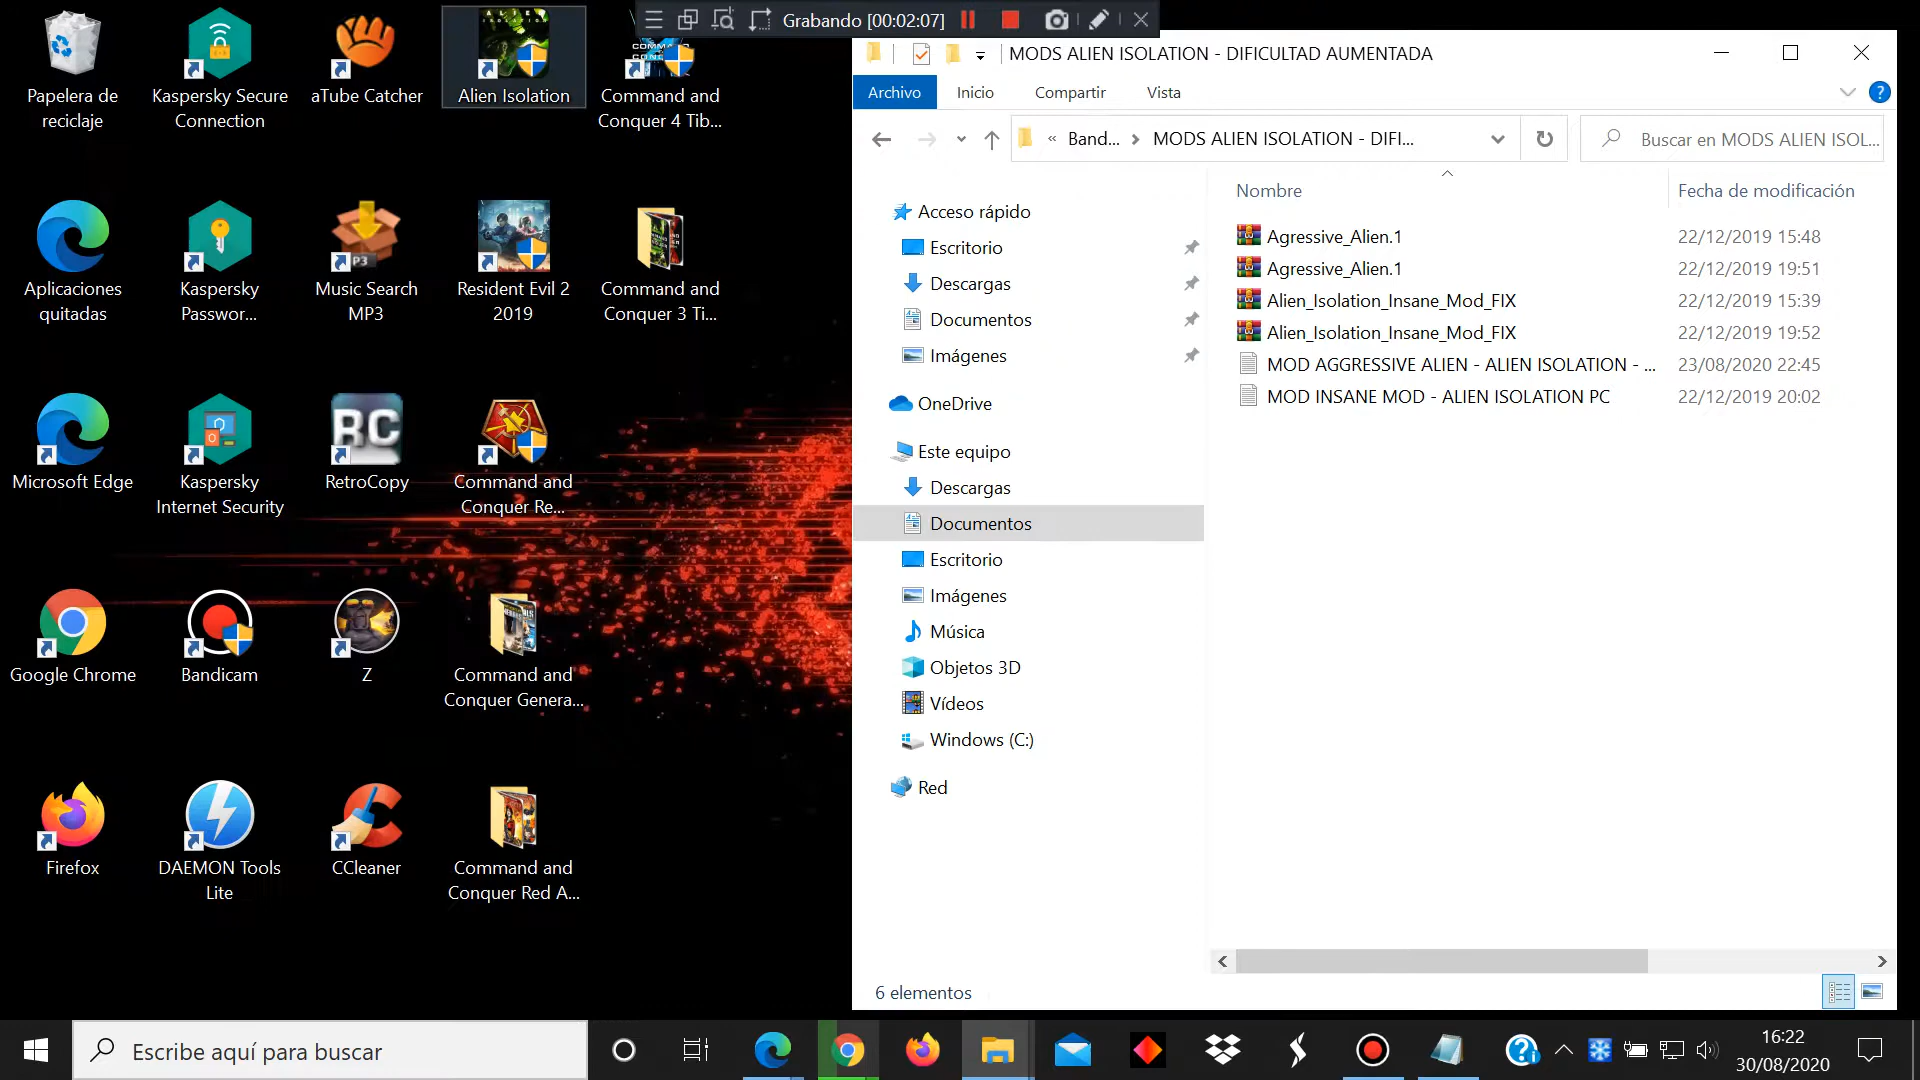 Grabando [00:02:07]
Papelera de
reciclaje
Kaspersky Secure
Connection
aTube Catcher
Alien Isolation
Command and
Conquer 4 Tib...
Aplicaciones
quitadas
Kaspersky
Passwor...
P3
Music Search
MP3
Resident Evil 2
2019
Command and
Conquer 3 Ti...
Microsoft Edge
Kaspersky
Internet Security
RC
RetroCopy
Command and
Conquer Re...
Google Chrome
Bandicam
Z
Command and
Conquer Genera...
Firefox
DAEMON Tools
Lite
CCleaner
Command and
Conquer Red A...
MODS ALIEN ISOLATION - DIFICULTAD AUMENTADA
Archivo Inicio Compartir Vista
« Band... MODS ALIEN ISOLATION - DIFI...
Buscar en MODS ALIEN ISOL...
Acceso rápido
Escritorio
Descargas
Documentos
Imágenes
OneDrive
Este equipo
Descargas
Documentos
Escritorio
Imágenes
Música
Objetos 3D
Vídeos
Windows (C:)
Red
Nombre Fecha de modificación
Agressive_Alien.1 22/12/2019 15:48
Agressive_Alien.1 22/12/2019 19:51
Alien_Isolation_Insane_Mod_FIX 22/12/2019 15:39
Alien_Isolation_Insane_Mod_FIX 22/12/2019 19:52
MOD AGGRESSIVE ALIEN - ALIEN ISOLATION - ... 23/08/2020 22:45
MOD INSANE MOD - ALIEN ISOLATION PC 22/12/2019 20:02
6 elementos
Escribe aquí para buscar
16:22
30/08/2020